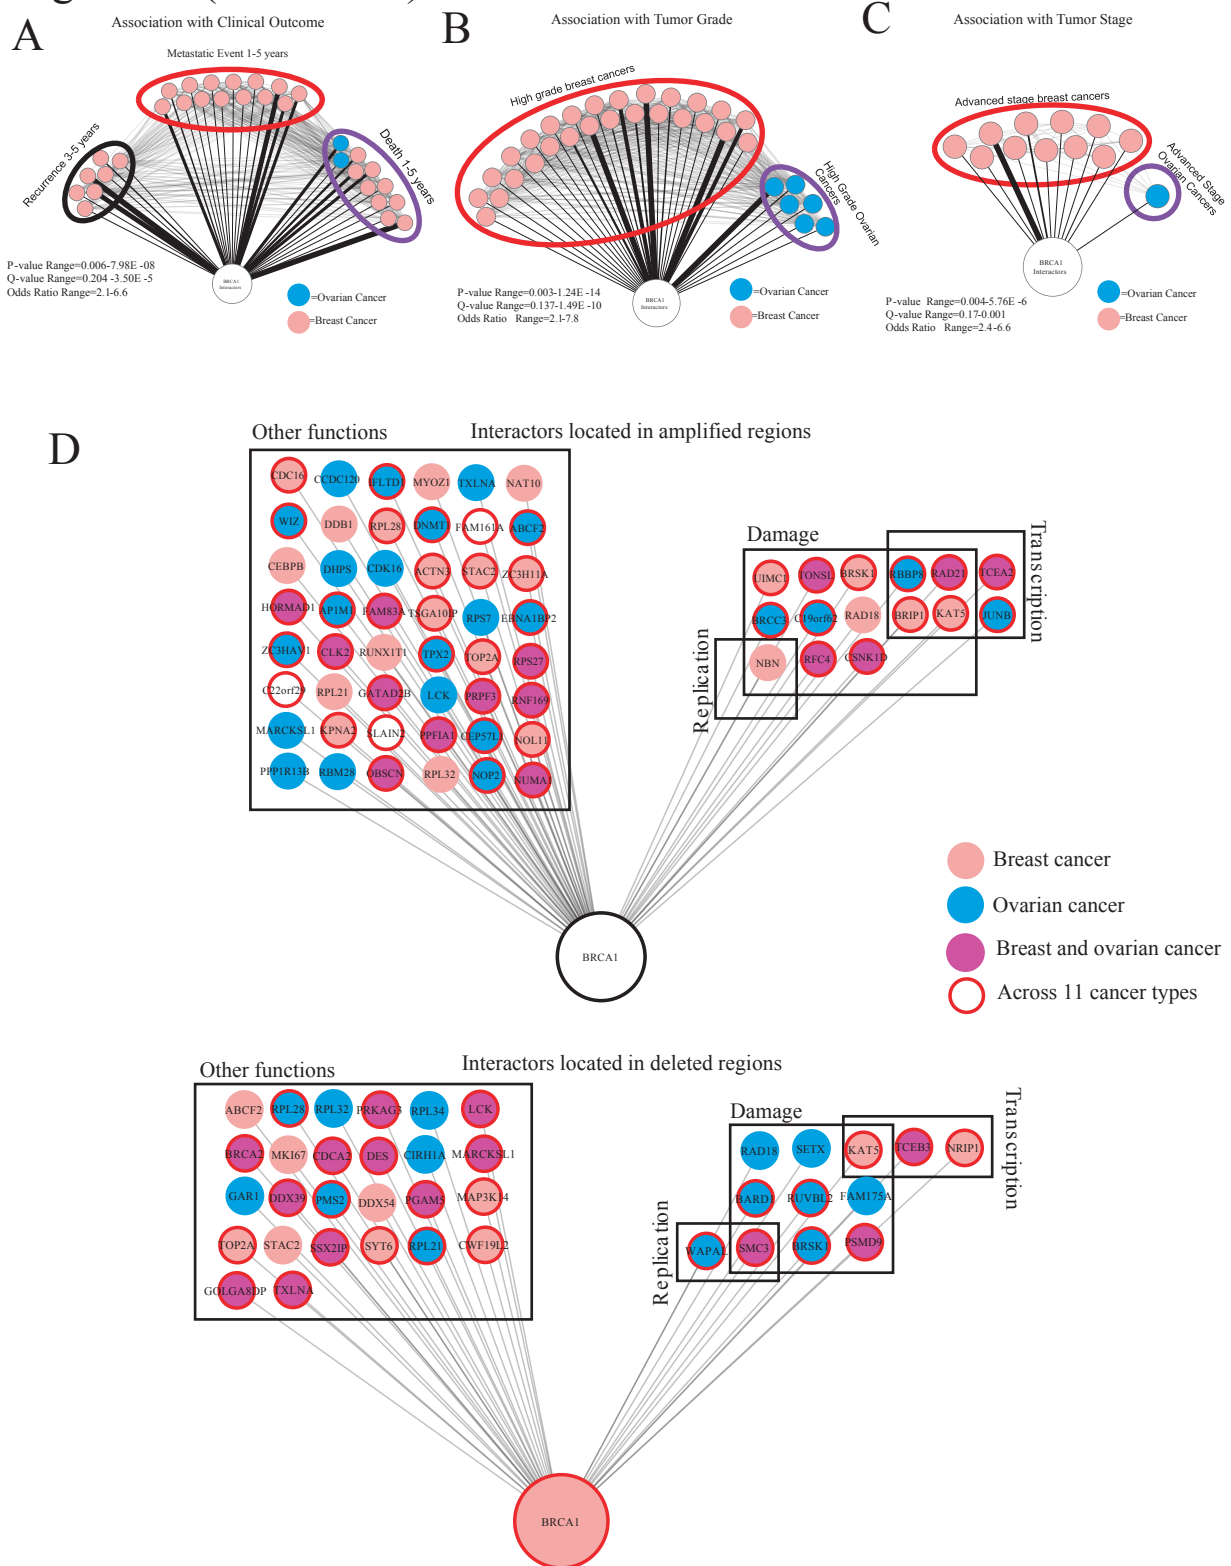 A
Association with Clinical Outcome
Metastatic Event 1-5 years
Recurrence 3-5 years
Death 1-5 years
BRCA1
Interactors
P-value Range=0.006-7.98E -08
Q-value Range=0.204 -3.50E -5
Odds Ratio Range=2.1-6.6
=Ovarian Cancer
=Breast Cancer
B
Association with Tumor Grade
High grade breast cancers
High Grade Ovarian
Cancers
BRCA1
Interactors
P-value Range=0.003-1.24E -14
Q-value Range=0.137-1.49E -10
Odds Ratio Range=2.1-7.8
=Ovarian Cancer
=Breast Cancer
C
Association with Tumor Stage
Advanced stage breast cancers
Advanced Stage
Ovarian Cancers
BRCA1
Interactors
P-value Range=0.004-5.76E -6
Q-value Range=0.17-0.001
Odds Ratio Range=2.4-6.6
=Ovarian Cancer
=Breast Cancer
D
Other functions
Interactors located in amplified regions
CDC16 CCDC120 IFLTD1 MYOZ1 TXLNA NAT10
WIZ DDB1 RPL28 DNMT1 FAM161A ABCF2
CEBPB DHPS CDK16 ACTN3 STAC2 ZC3H11A
HORMAD1 AP1M1 FAM83A TSGA10IP RPS7 EBNA1BP2
ZC3HAV1 CLK2 RUNX1T1 TPX2 TOP2A RPS27
C22orf29 RPL21 GATAD2B LCK PRPF3 RNF169
MARCKSL1 KPNA2 SLAIN2 PPFIA1 CEP57L1 NOL11
PPP1R13B RBM28 OBSCN RPL32 NOP2 NUMA1
Damage
Transcription
Replication
UIMC1 TONSL BRSK1 RBBP8 RAD21 TCEA2
BRCC3 C19orf62 RAD18 BRIP1 KAT5 JUNB
NBN RFC4 CSNK1D
BRCA1
Breast cancer
Ovarian cancer
Breast and ovarian cancer
Across 11 cancer types
Other functions
Interactors located in deleted regions
ABCF2 RPL28 RPL32 PRKAG3 RPL34 LCK
BRCA2 MKI67 CDCA2 DES CIRH1A MARCKSL1
GAR1 DDX39 PMS2 DDX54 PGAM5 MAP3K14
TOP2A STAC2 SSX2IP SYT6 RPL21 CWF19L2
GOLGA8DP TXLNA
Damage
Transcription
Replication
RAD18 SETX KAT5 TCEB3 NRIP1
BARD1 RUVBL2 FAM175A
WAPAL SMC3 BRSK1 PSMD9
BRCA1